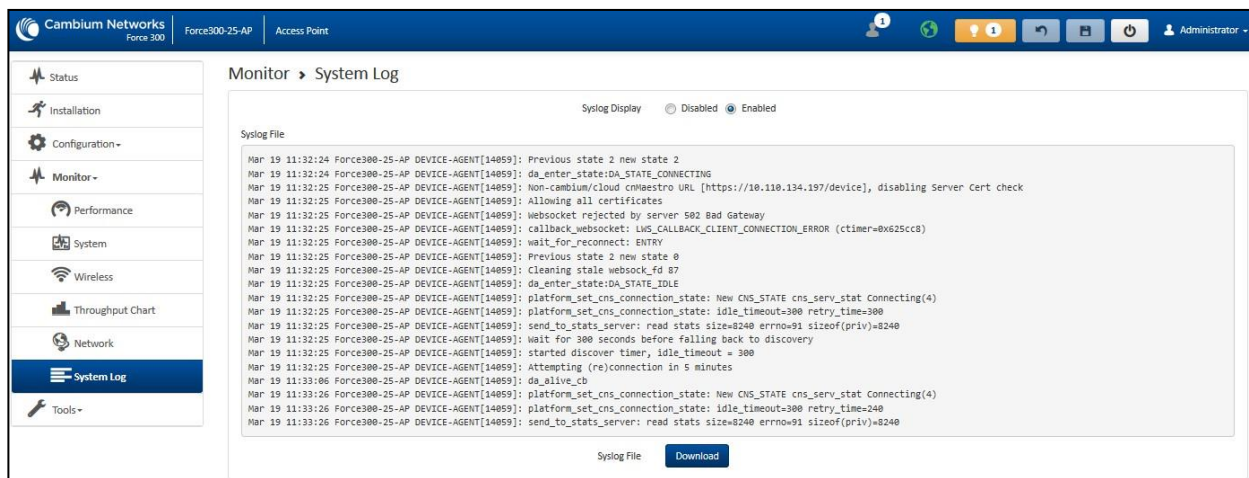 Cambium Networks
Force 300
Force300-25-AP
Access Point
1
1
Administrator
Status
Installation
Configuration
Monitor
Performance
System
Wireless
Throughput Chart
Network
System Log
Tools
Monitor > System Log
Syslog Display Disabled Enabled
Syslog File
Mar 19 11:32:24 Force300-25-AP DEVICE-AGENT[14059]: Previous state 2 new state 2
Mar 19 11:32:24 Force300-25-AP DEVICE-AGENT[14059]: da_enter_state:DA_STATE_CONNECTING
Mar 19 11:32:25 Force300-25-AP DEVICE-AGENT[14059]: Non-cambium/cloud cnMaestro URL [https://10.110.134.197/device], disabling Server Cert check
Mar 19 11:32:25 Force300-25-AP DEVICE-AGENT[14059]: Allowing all certificates
Mar 19 11:32:25 Force300-25-AP DEVICE-AGENT[14059]: Websocket rejected by server 502 Bad Gateway
Mar 19 11:32:25 Force300-25-AP DEVICE-AGENT[14059]: callback_websocket: LWS_CALLBACK_CLIENT_CONNECTION_ERROR (ctimer=0x625cc8)
Mar 19 11:32:25 Force300-25-AP DEVICE-AGENT[14059]: wait_for_reconnect: ENTRY
Mar 19 11:32:25 Force300-25-AP DEVICE-AGENT[14059]: Previous state 2 new state 0
Mar 19 11:32:25 Force300-25-AP DEVICE-AGENT[14059]: Cleaning stale websock_fd 87
Mar 19 11:32:25 Force300-25-AP DEVICE-AGENT[14059]: da_enter_state:DA_STATE_IDLE
Mar 19 11:32:25 Force300-25-AP DEVICE-AGENT[14059]: platform_set_cns_connection_state: New CNS_STATE cns_serv_stat Connecting(4)
Mar 19 11:32:25 Force300-25-AP DEVICE-AGENT[14059]: platform_set_cns_connection_state: idle_timeout=300 retry_time=300
Mar 19 11:32:25 Force300-25-AP DEVICE-AGENT[14059]: send_to_stats_server: read stats size=8240 errno=91 sizeof(priv)=8240
Mar 19 11:32:25 Force300-25-AP DEVICE-AGENT[14059]: Wait for 300 seconds before falling back to discovery
Mar 19 11:32:25 Force300-25-AP DEVICE-AGENT[14059]: started discover timer, idle_timeout = 300
Mar 19 11:32:25 Force300-25-AP DEVICE-AGENT[14059]: Attempting (re)connection in 5 minutes
Mar 19 11:33:06 Force300-25-AP DEVICE-AGENT[14059]: da_alive_cb
Mar 19 11:33:26 Force300-25-AP DEVICE-AGENT[14059]: platform_set_cns_connection_state: New CNS_STATE cns_serv_stat Connecting(4)
Mar 19 11:33:26 Force300-25-AP DEVICE-AGENT[14059]: platform_set_cns_connection_state: idle_timeout=300 retry_time=240
Mar 19 11:33:26 Force300-25-AP DEVICE-AGENT[14059]: send_to_stats_server: read stats size=8240 errno=91 sizeof(priv)=8240
Syslog File Download